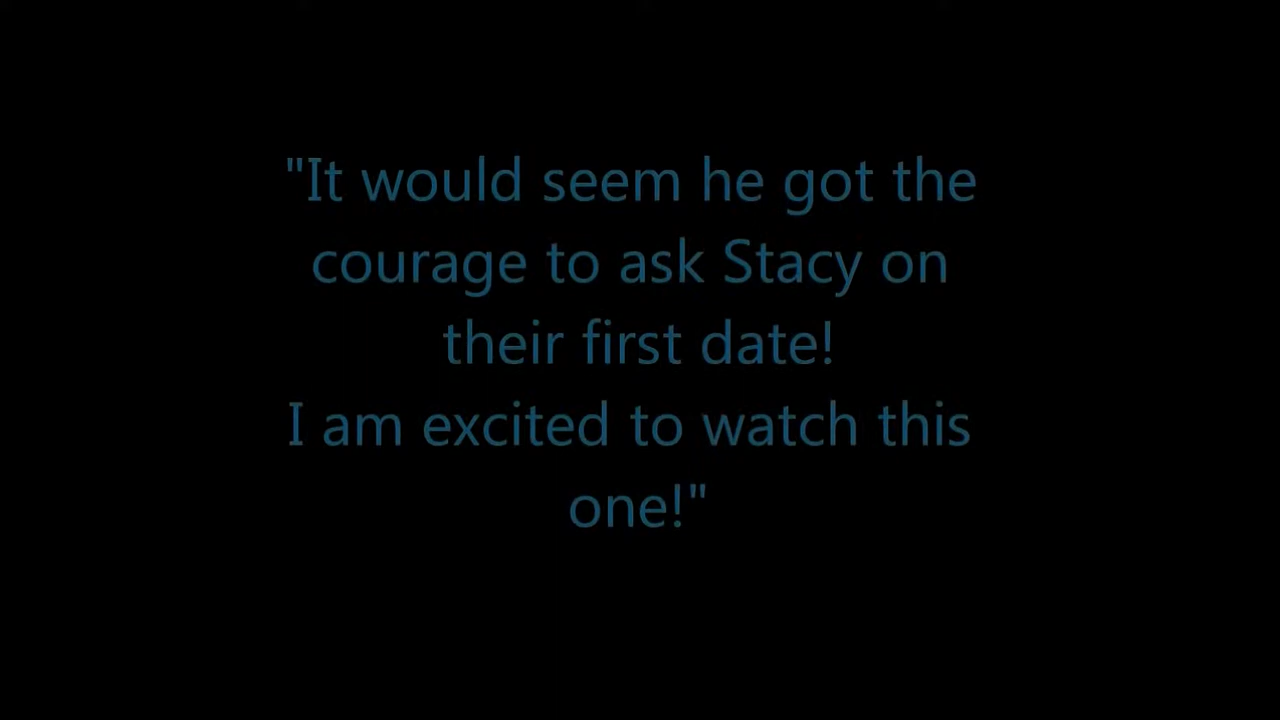 "It would seem he got the
courage to ask Stacy on
their first date!
I am excited to watch this
one!"